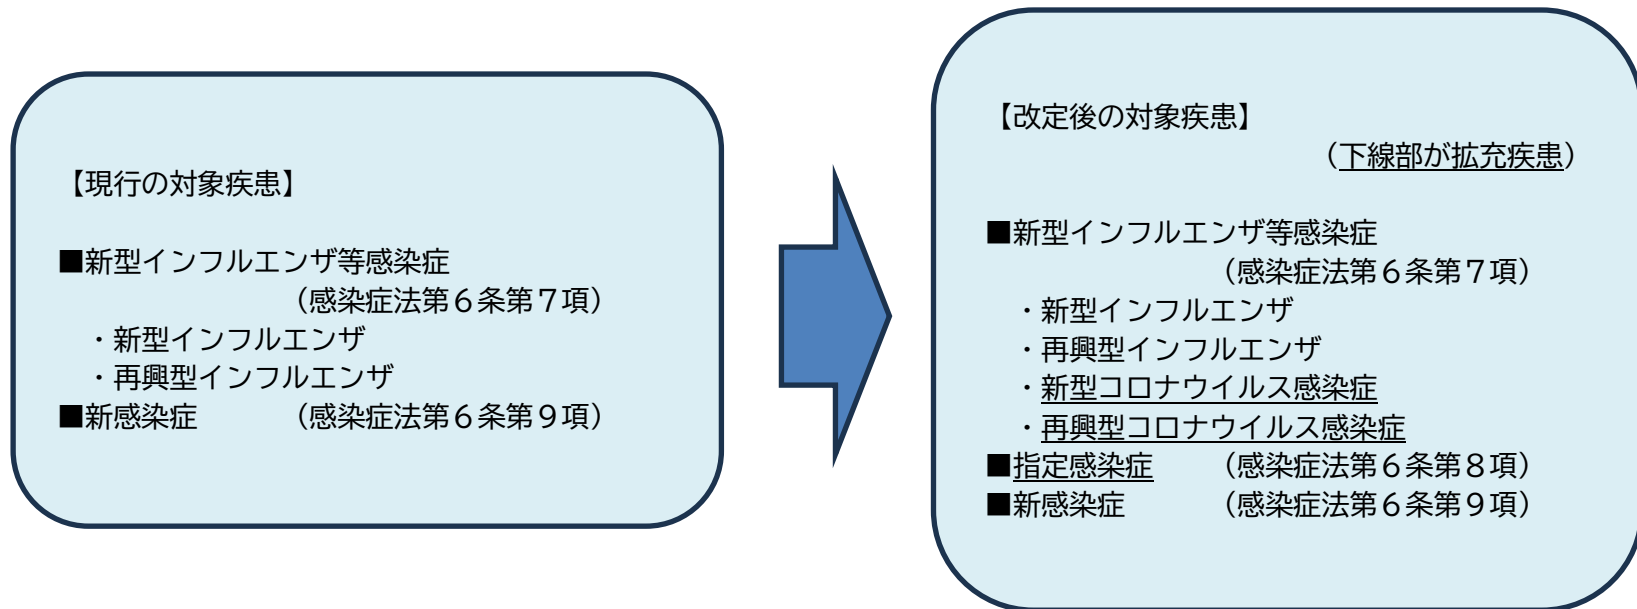 【現行の対象疾患】
■新型インフルエンザ等感染症
（感染症法第６条第７項）
・新型インフルエンザ
・再興型インフルエンザ
■新感染症　　　（感染症法第６条第９項）
【改定後の対象疾患】
（下線部が拡充疾患）
■新型インフルエンザ等感染症
（感染症法第６条第７項）
・新型インフルエンザ
・再興型インフルエンザ
・新型コロナウイルス感染症
・再興型コロナウイルス感染症
■指定感染症　　（感染症法第６条第８項）
■新感染症　　　（感染症法第６条第９項）